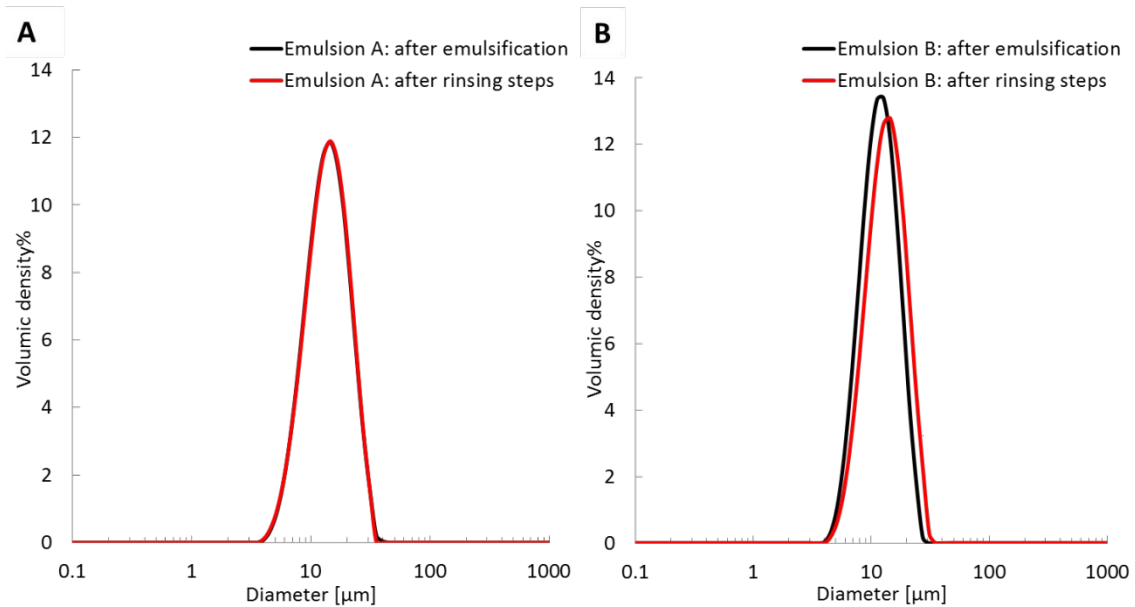 A
Emulsion A: after emulsification
Emulsion A: after rinsing steps
14
12
10
8
6
4
2
0
Volumic density%
0.1 1 10 100 1000
Diameter [µm]
B
Emulsion B: after emulsification
Emulsion B: after rinsing steps
14
12
10
8
6
4
2
0
Volumic density%
0.1 1 10 100 1000
Diameter [µm]